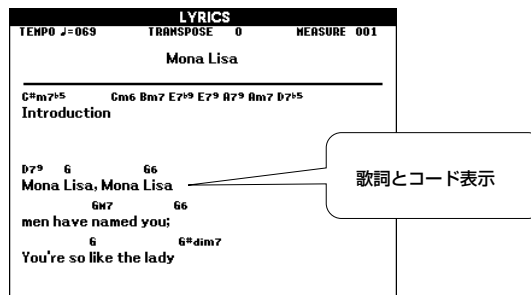 LYRICS
TEMPO ♩=069 TRANSPOSE 0 MEASURE 001
Mona Lisa
C#m7♭5 Cm6 Bm7 E7♭9 E7 9 A7 9 Am7 D7♭5
Introduction
D7 9 G G6
Mona Lisa, Mona Lisa
歌詞とコード表示
GM7 G6
men have named you;
G G#dim7
You're so like the lady